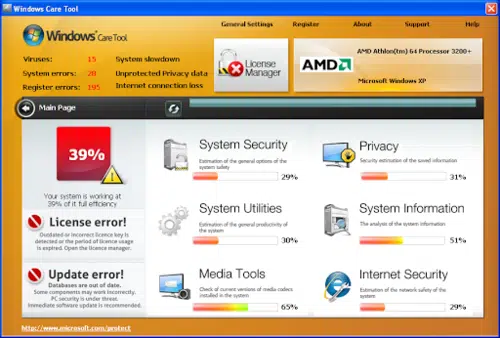 Windows Care Tool
General Settings Register About Support Help
Windows Care Tool
Viruses: 15 System slowdown
System errors: 28 Unprotected Privacy data
Register errors: 195 Internet connection loss
License
Manager
AMD
AMD Athlon(tm) 64 Processor 3200+
Microsoft Windows XP
Main Page
39%
Your system is working at
39% of it full efficiency
License error!
Outdated or incorrect licence key is
detected or the period of licence usage
is expired. Open the licence manager.
Update error!
Databases are out of date.
Some components may work incorrectly.
PC security is under threat.
Immediate software update is recommended.
System Security
Estimation of the general options of the
system safety
29%
Privacy
Security estimation of the saved information
31%
System Utilities
Estimation of the general productivity of
the system
30%
System Information
The analysis of the system information
51%
Media Tools
Check of current versions of media coders
installed in the system
65%
Internet Security
Estimation of the network safety of the
system
29%
http://www.microsoft.com/protect